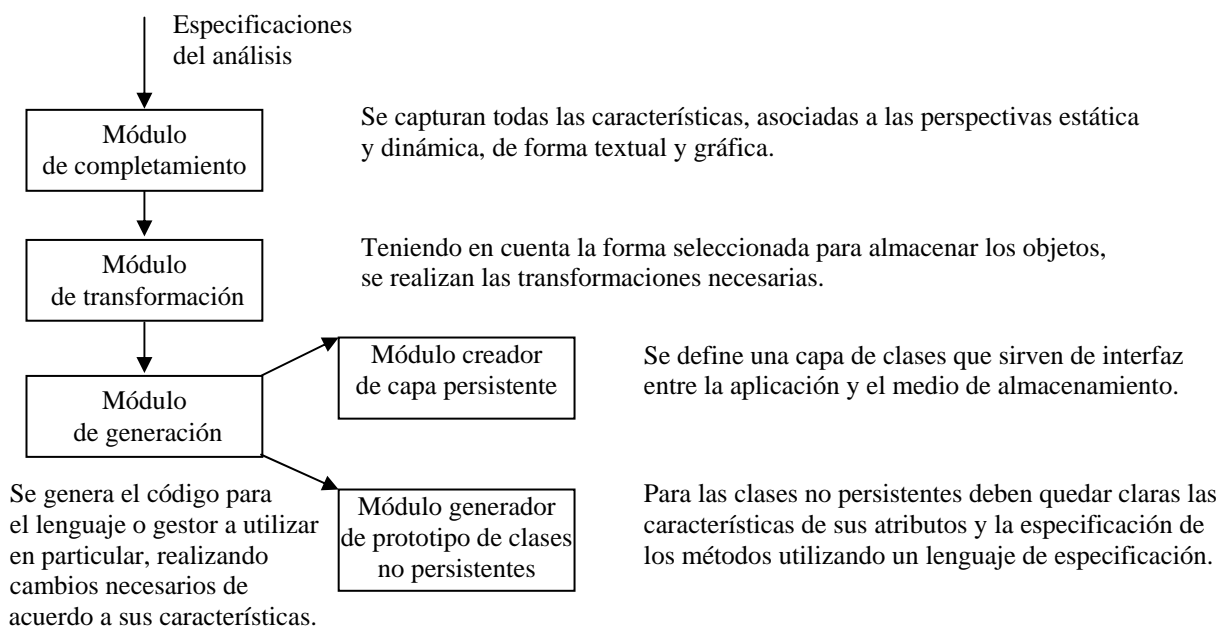 Especificaciones
del análisis
Módulo
de completamiento
Se capturan todas las características, asociadas a las perspectivas estática
y dinámica, de forma textual y gráfica.
Módulo
de transformación
Teniendo en cuenta la forma seleccionada para almacenar los objetos,
se realizan las transformaciones necesarias.
Módulo
de generación
Módulo creador
de capa persistente
Se define una capa de clases que sirven de interfaz
entre la aplicación y el medio de almacenamiento.
Se genera el código para
el lenguaje o gestor a utilizar
en particular, realizando
cambios necesarios de
acuerdo a sus características.
Módulo generador
de prototipo de clases
no persistentes
Para las clases no persistentes deben quedar claras las
características de sus atributos y la especificación de
los métodos utilizando un lenguaje de especificación.